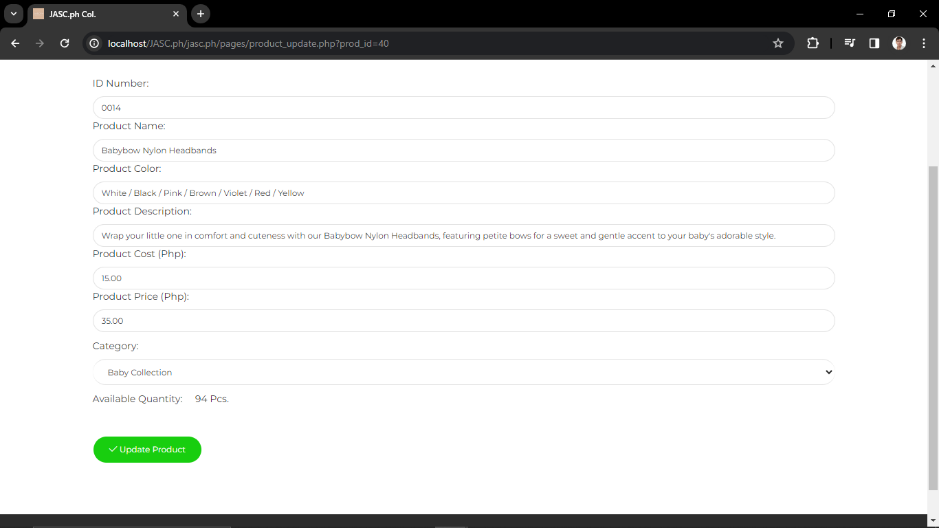 JASC.ph Col.
localhost/JASC.ph/jasc.ph/pages/product_update.php?prod_id=40
ID Number:
0014
Product Name:
Babybow Nylon Headbands
Product Color:
White / Black / Pink / Brown / Violet / Red / Yellow
Product Description:
Wrap your little one in comfort and cuteness with our Babybow Nylon Headbands, featuring petite bows for a sweet and gentle accent to your baby's adorable style.
Product Cost (Php):
15.00
Product Price (Php):
35.00
Category:
Baby Collection
Available Quantity: 94 Pcs.
Update Product